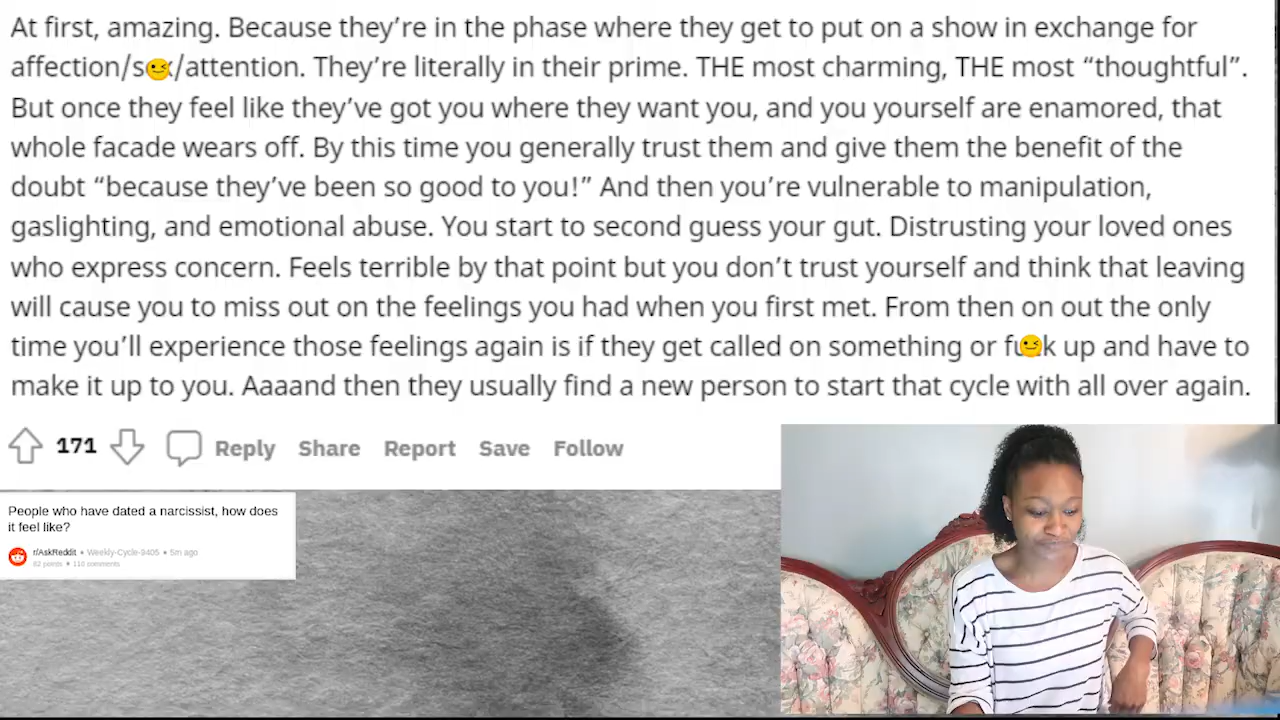 At first, amazing. Because they’re in the phase where they get to put on a show in exchange for
affection/s😉x/attention. They’re literally in their prime. THE most charming, THE most “thoughtful”.
But once they feel like they’ve got you where they want you, and you yourself are enamored, that
whole facade wears off. By this time you generally trust them and give them the benefit of the
doubt “because they’ve been so good to you!” And then you’re vulnerable to manipulation,
gaslighting, and emotional abuse. You start to second guess your gut. Distrusting your loved ones
who express concern. Feels terrible by that point but you don’t trust yourself and think that leaving
will cause you to miss out on the feelings you had when you first met. From then on out the only
time you’ll experience those feelings again is if they get called on something or fu😉k up and have to
make it up to you. Aaaand then they usually find a new person to start that cycle with all over again.
171 Reply Share Report Save Follow
People who have dated a narcissist, how does
it feel like?
r/AskReddit • Weekly-Cycle-9405 • 5m ago
62 points • 110 comments